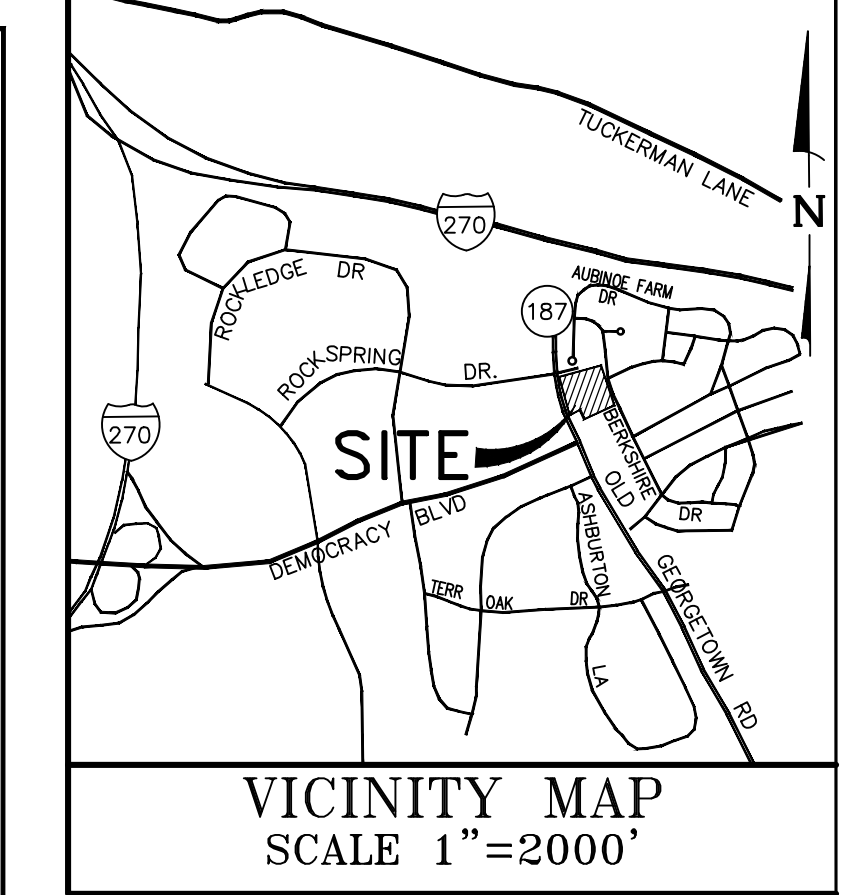 TUCKERMAN LANE
N
270
AUBINOE FARM
DR
187
ROCKLEDGE DR
ROCKSPRING DR.
270
SITE
BERKSHIRE
DR
OLD GEORGETOWN RD
DEMOCRACY BLVD
ASHBURTON LA
TERR OAK DR
VICINITY MAP
SCALE 1"=2000'